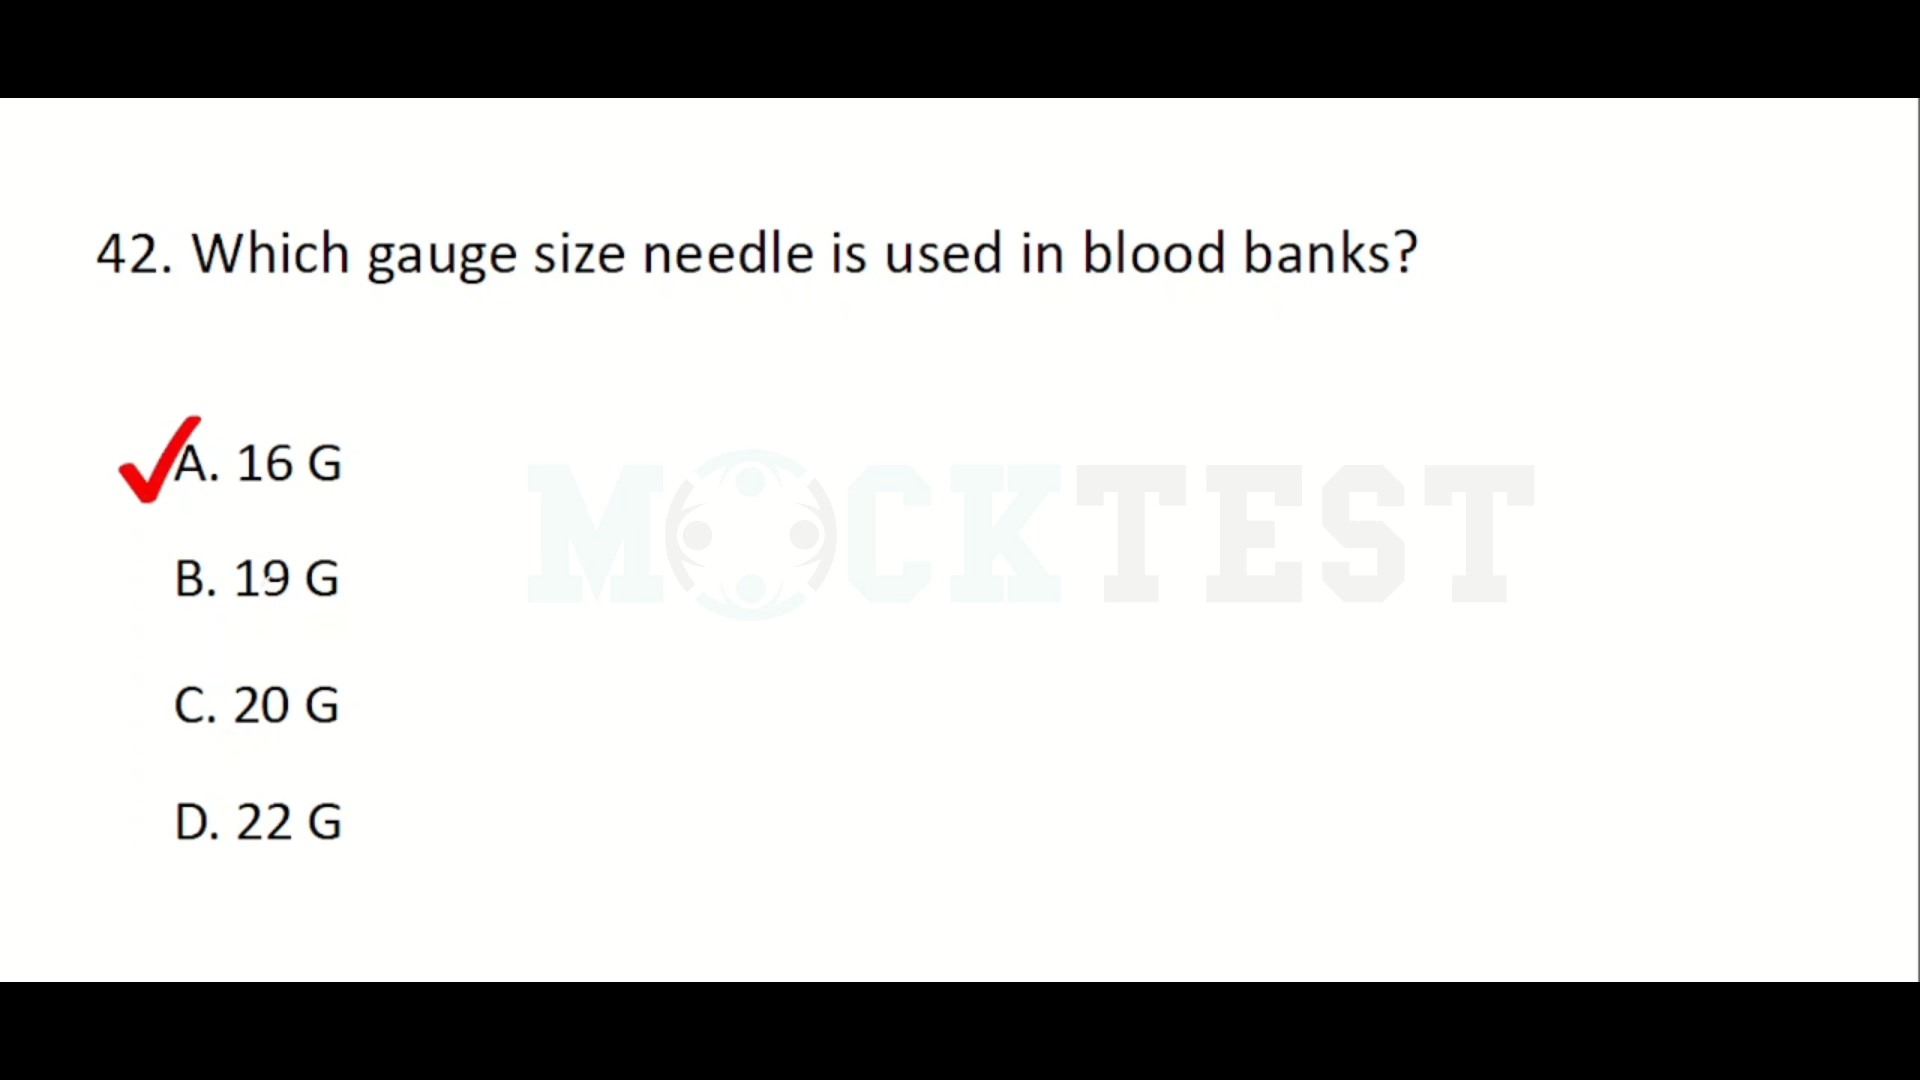 42. Which gauge size needle is used in blood banks?
A. 16 G
MOCKTEST
B. 19 G
C. 20 G
D. 22 G